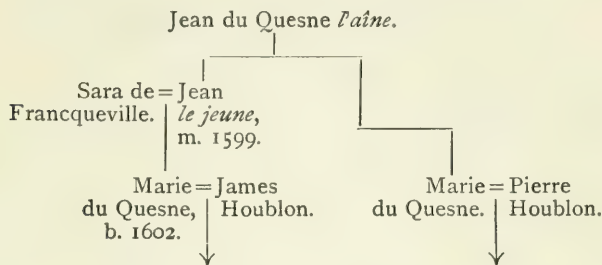 Jean du Quesne l'aîne.
Sara de = Jean
Francqueville. le jeune,
m. 1599.
Marie = James
du Quesne, Houblon.
b. 1602.
Marie = Pierre
du Quesne. Houblon.